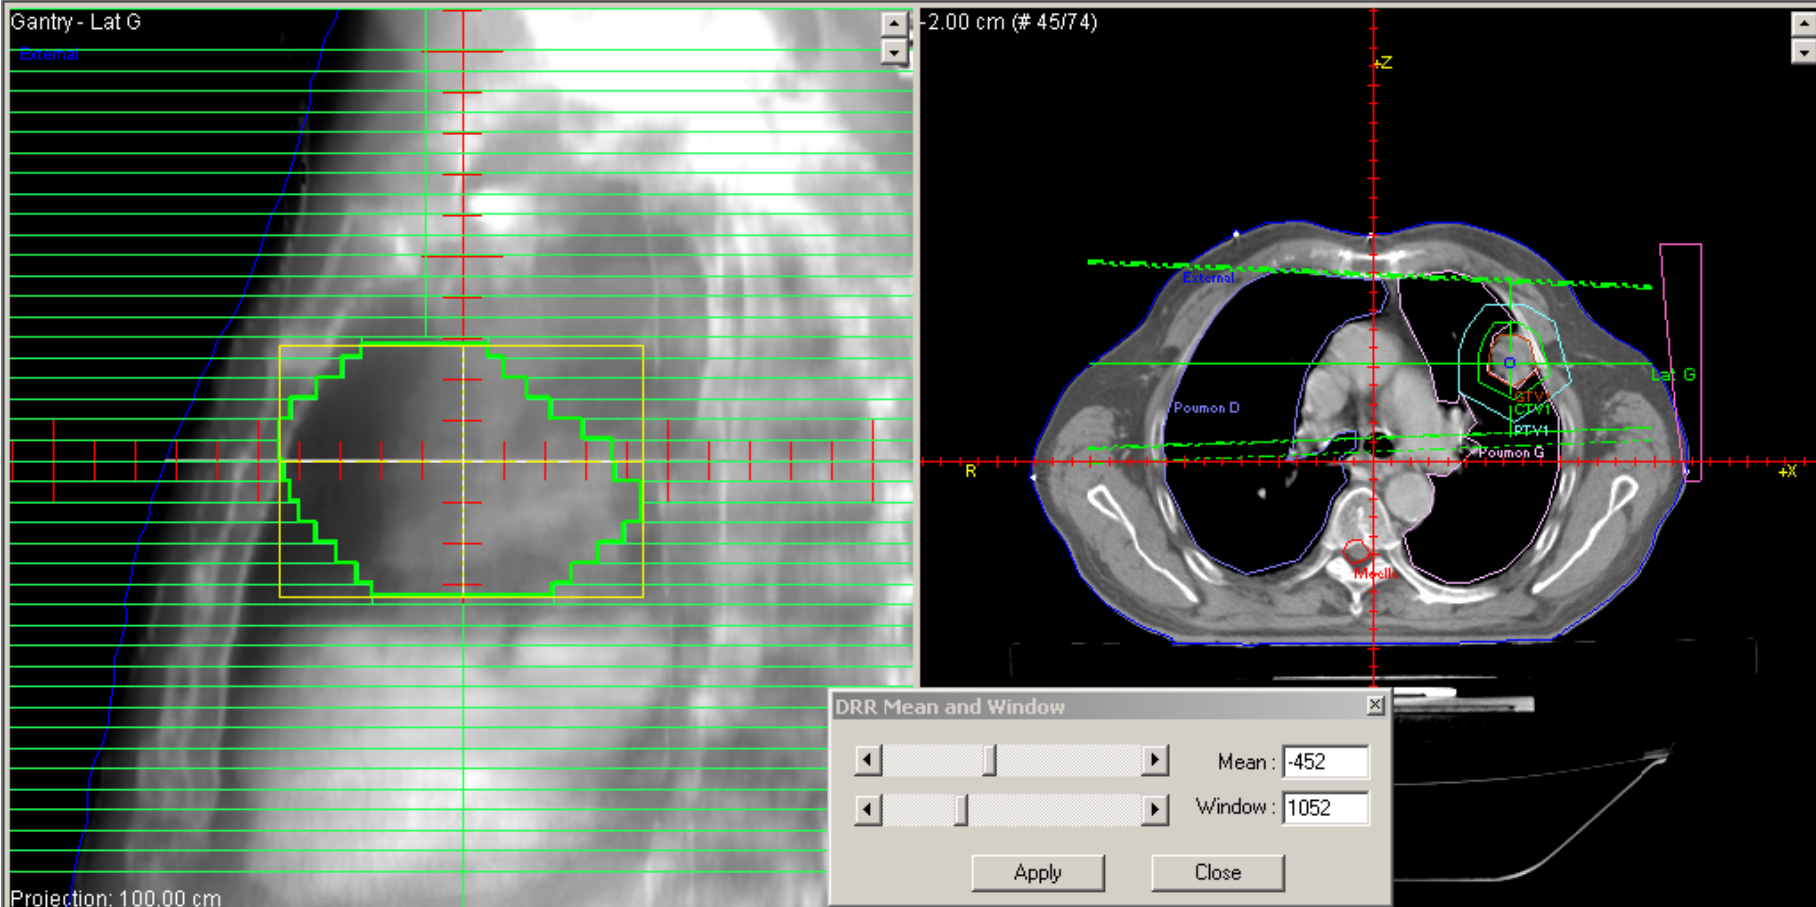 Gantry - Lat G
External
Projection: 100.00 cm
-2.00 cm (# 45/74)
+Z
External
Lat G
GTV1
CTV1
Poumon D
PTV1
Poumon G
R
+X
Moelle
DRR Mean and Window
Mean : -452
Window : 1052
Apply
Close